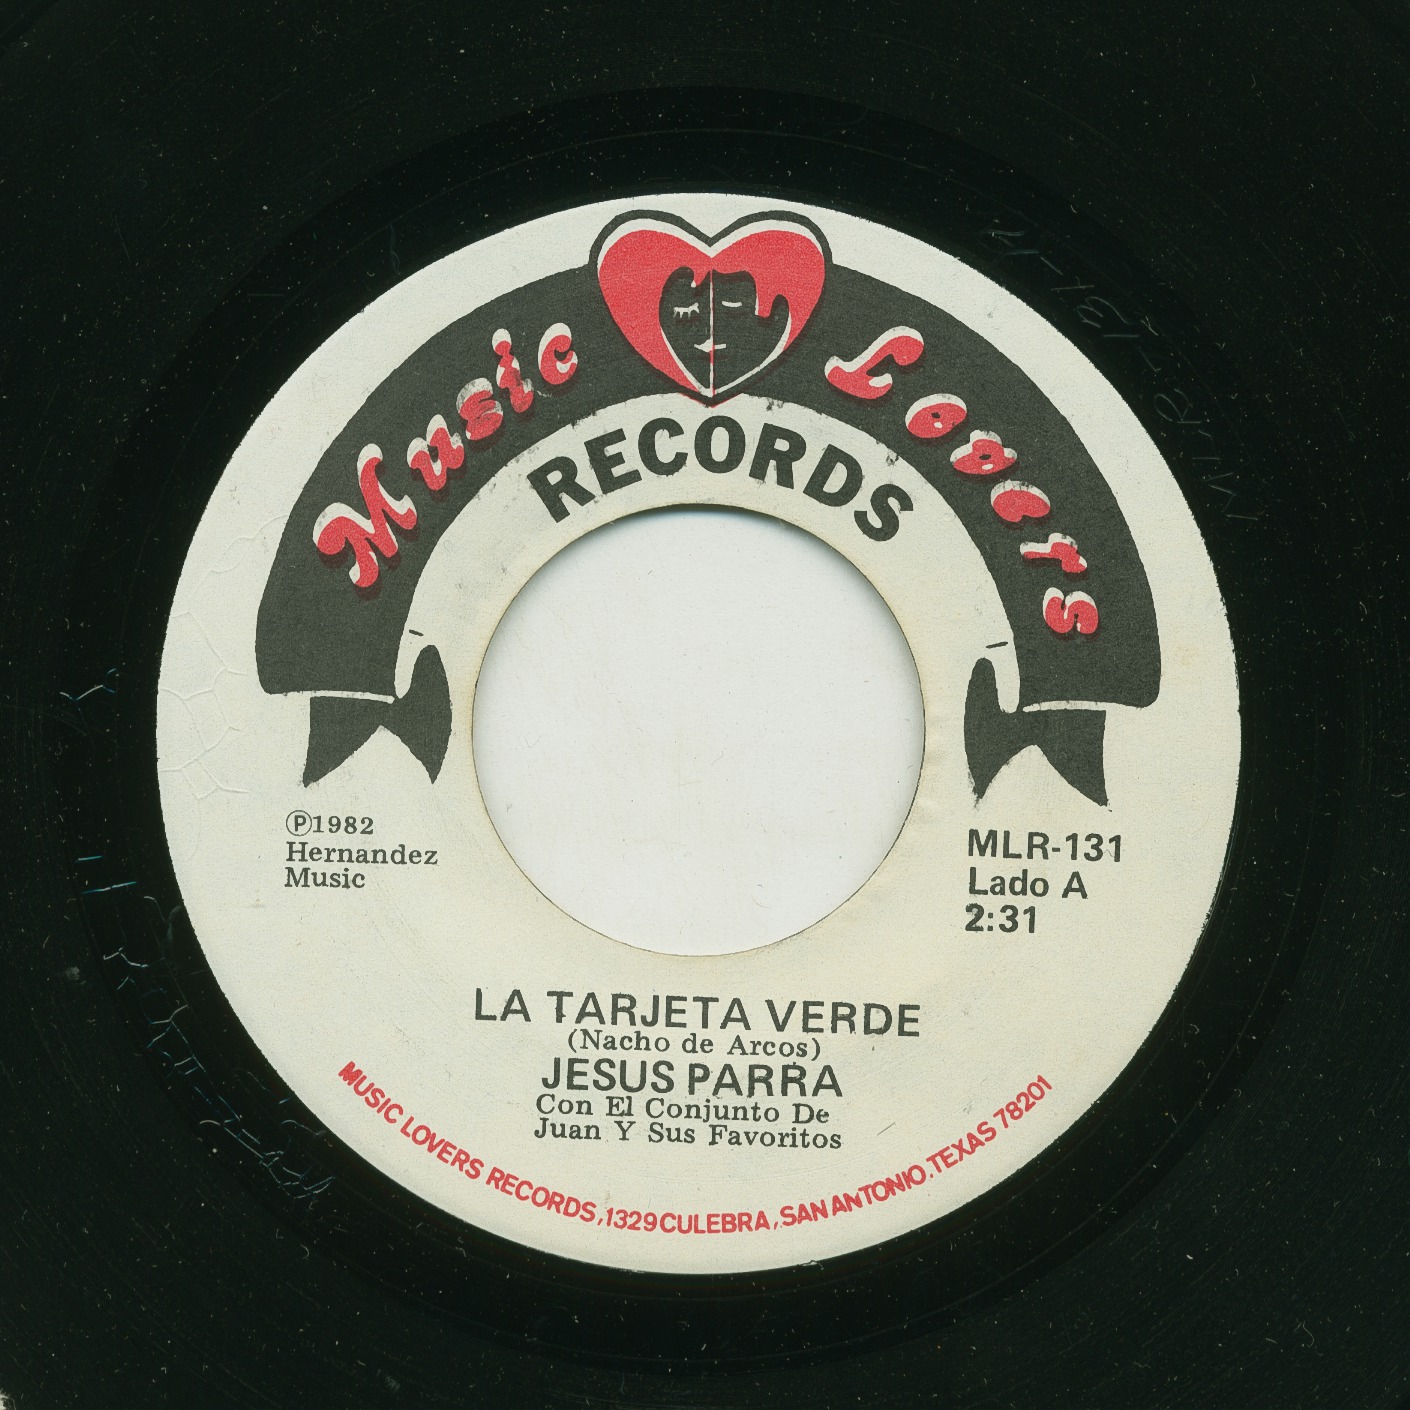 Music Lovers
RECORDS
Ⓟ1982
Hernandez
Music
MLR-131
Lado A
2:31
LA TARJETA VERDE
(Nacho de Arcos)
JESUS PARRA
Con El Conjunto De
Juan Y Sus Favoritos
MUSIC LOVERS RECORDS, 1329 CULEBRA, SAN ANTONIO, TEXAS 78201